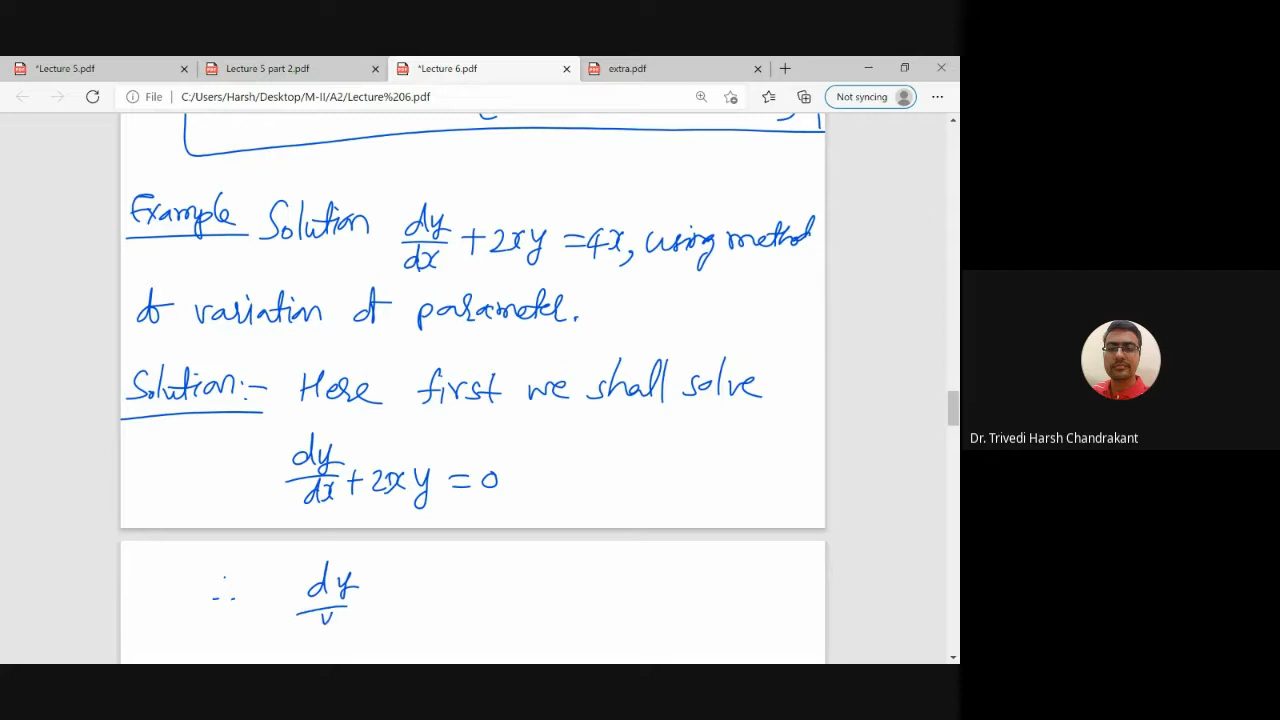 *Lecture 5.pdf
Lecture 5 part 2.pdf
*Lecture 6.pdf
extra.pdf
File C:/Users/Harsh/Desktop/M-II/A2/Lecture%206.pdf
Not syncing
Example Solution dy/dx + 2xy = 4x, using method
of variation of parameter.
Solution:- Here first we shall solve
dy/dx + 2xy = 0
∴ dy/
Dr. Trivedi Harsh Chandrakant